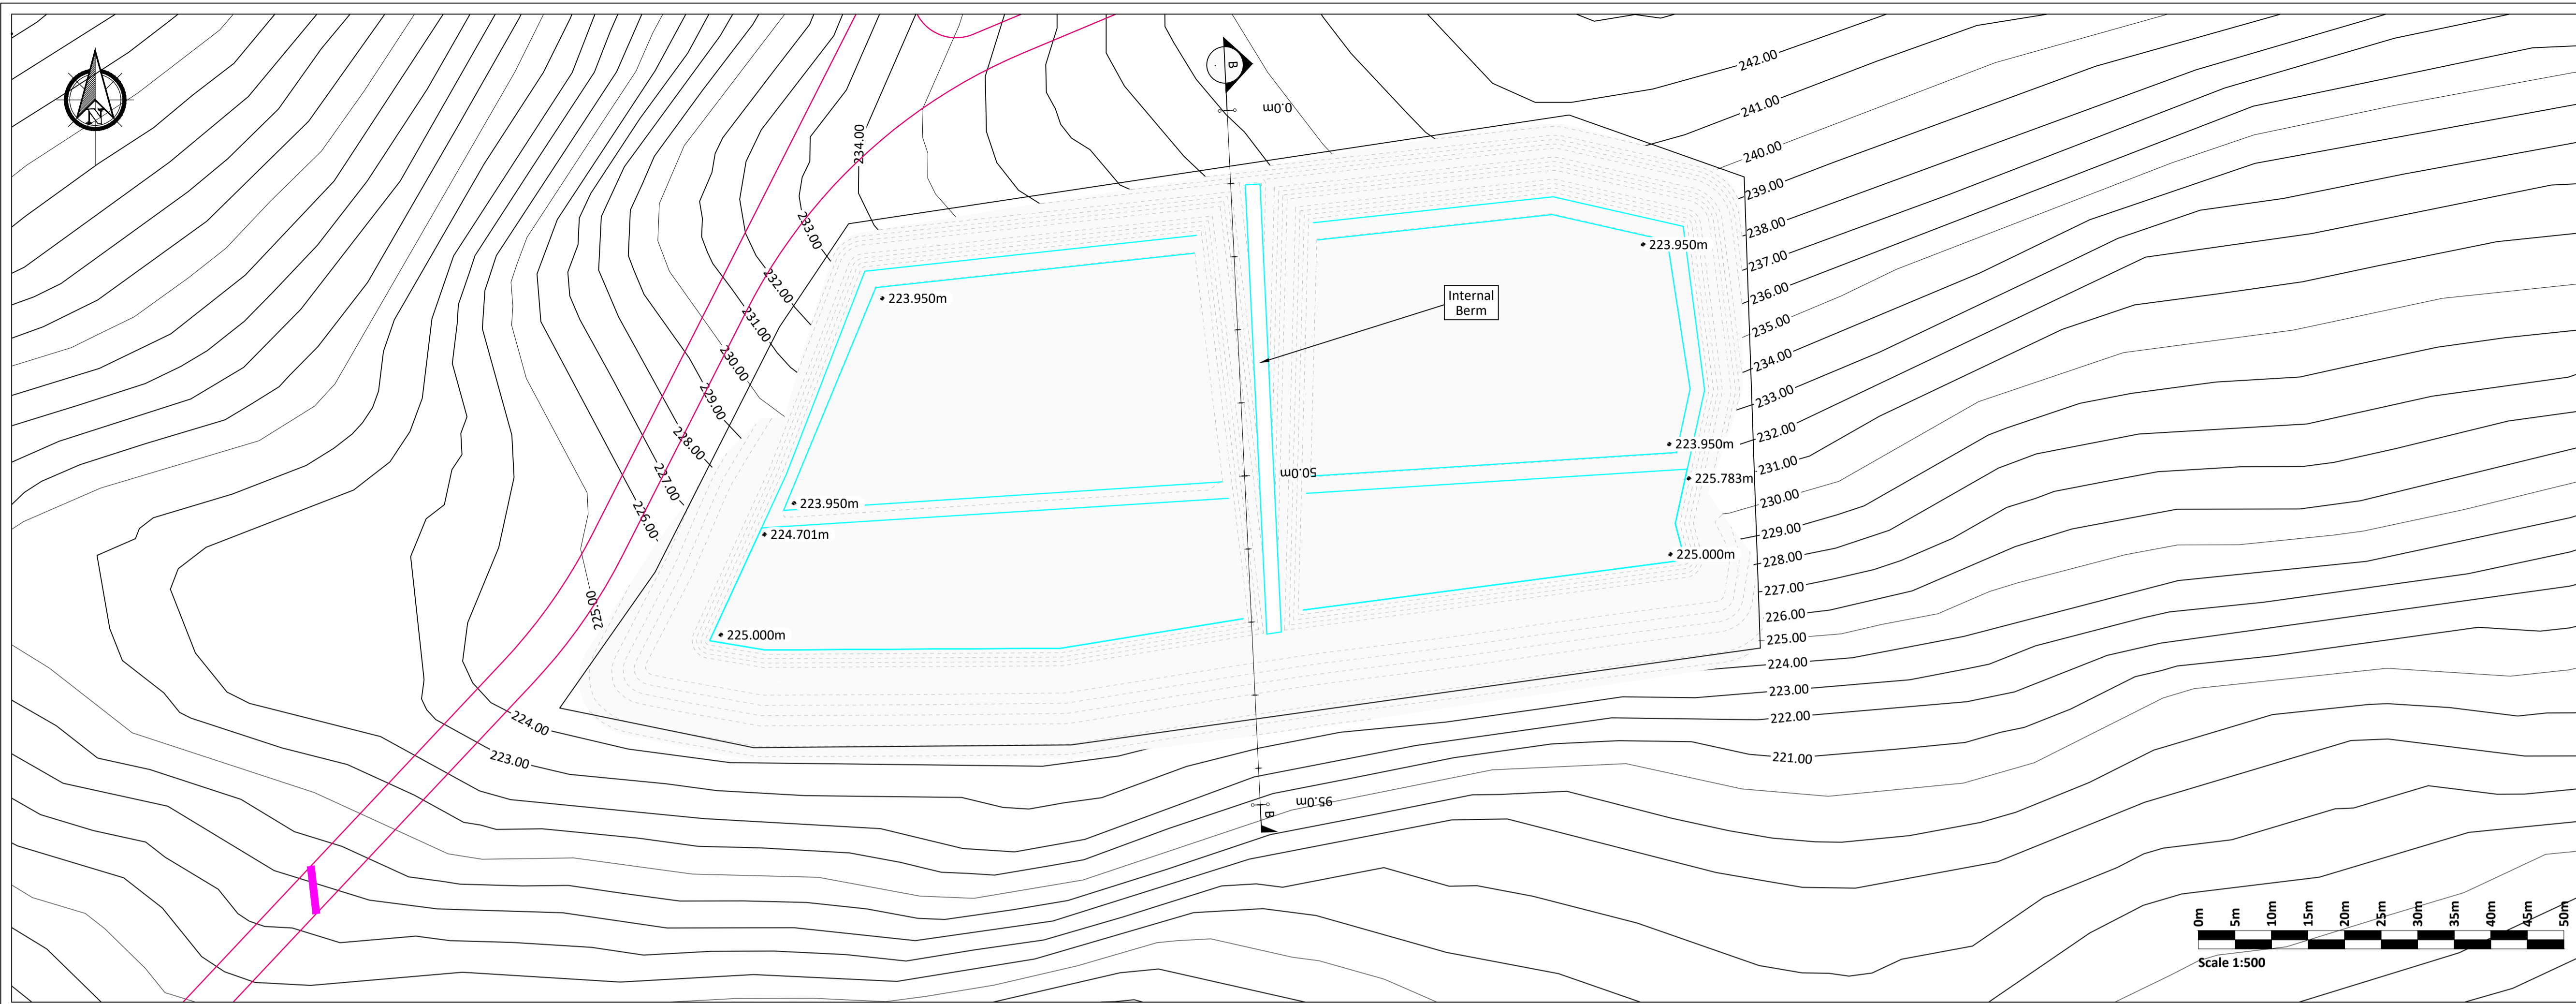 N
B
0.0m
242.00
241.00
240.00
239.00
238.00
237.00
236.00
235.00
234.00
233.00
232.00
231.00
230.00
229.00
228.00
227.00
226.00
225.00
224.00
223.00
222.00
221.00
234.00
233.00
232.00
231.00
230.00
229.00
228.00
227.00
226.00
225.00
224.00
223.00
223.950m
223.950m
Internal
Berm
223.950m
50.0m
225.783m
223.950m
224.701m
225.000m
225.000m
95.0m
B
0m
5m
10m
15m
20m
25m
30m
35m
40m
45m
50m
Scale 1:500